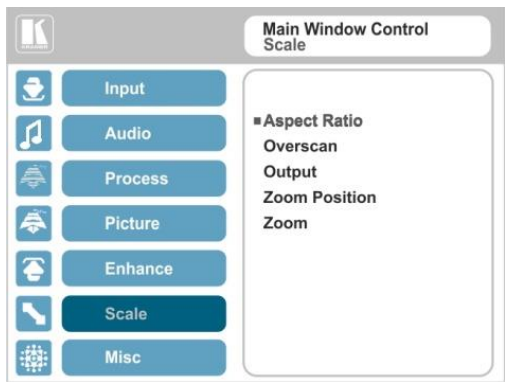 Main Window Control
Scale
Input
Audio
Process
Picture
Enhance
Scale
Misc
Aspect Ratio
Overscan
Output
Zoom Position
Zoom